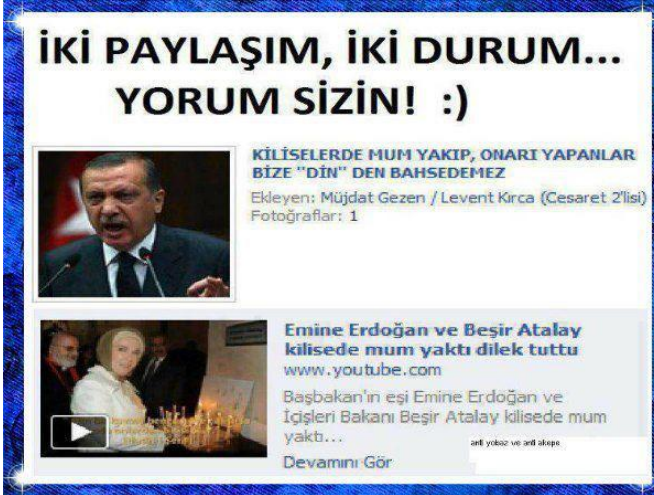 İKİ PAYLAŞIM, İKİ DURUM...
YORUM SİZİN! :)
KİLİSELERDE MUM YAKIP, ONARI YAPANLAR
BİZE "DİN" DEN BAHSEDEMEZ
Ekleyen: Müjdat Gezen / Levent Kırca (Cesaret 2'lisi)
Fotoğraflar: 1
Emine Erdoğan ve Beşir Atalay
kilisede mum yaktı dilek tuttu
www.youtube.com
Başbakan'ın eşi Emine Erdoğan ve
İçişleri Bakanı Beşir Atalay kilisede mum
yaktı...
anti yobaz ve anti akepe
Devamını Gör